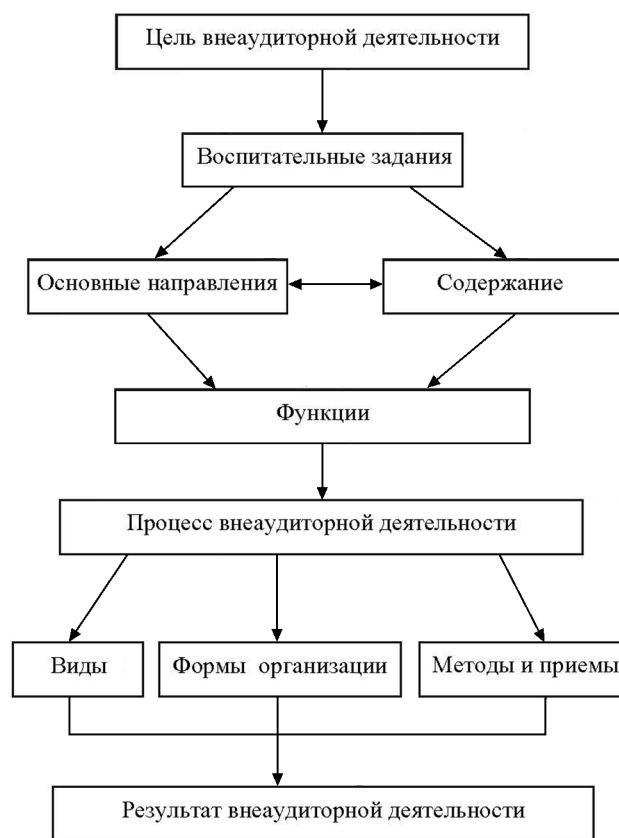 Цель внеаудиторной деятельности
Воспитательные задания
Основные направления
Содержание
Функции
Процесс внеаудиторной деятельности
Виды
Формы организации
Методы и приемы
Результат внеаудиторной деятельности